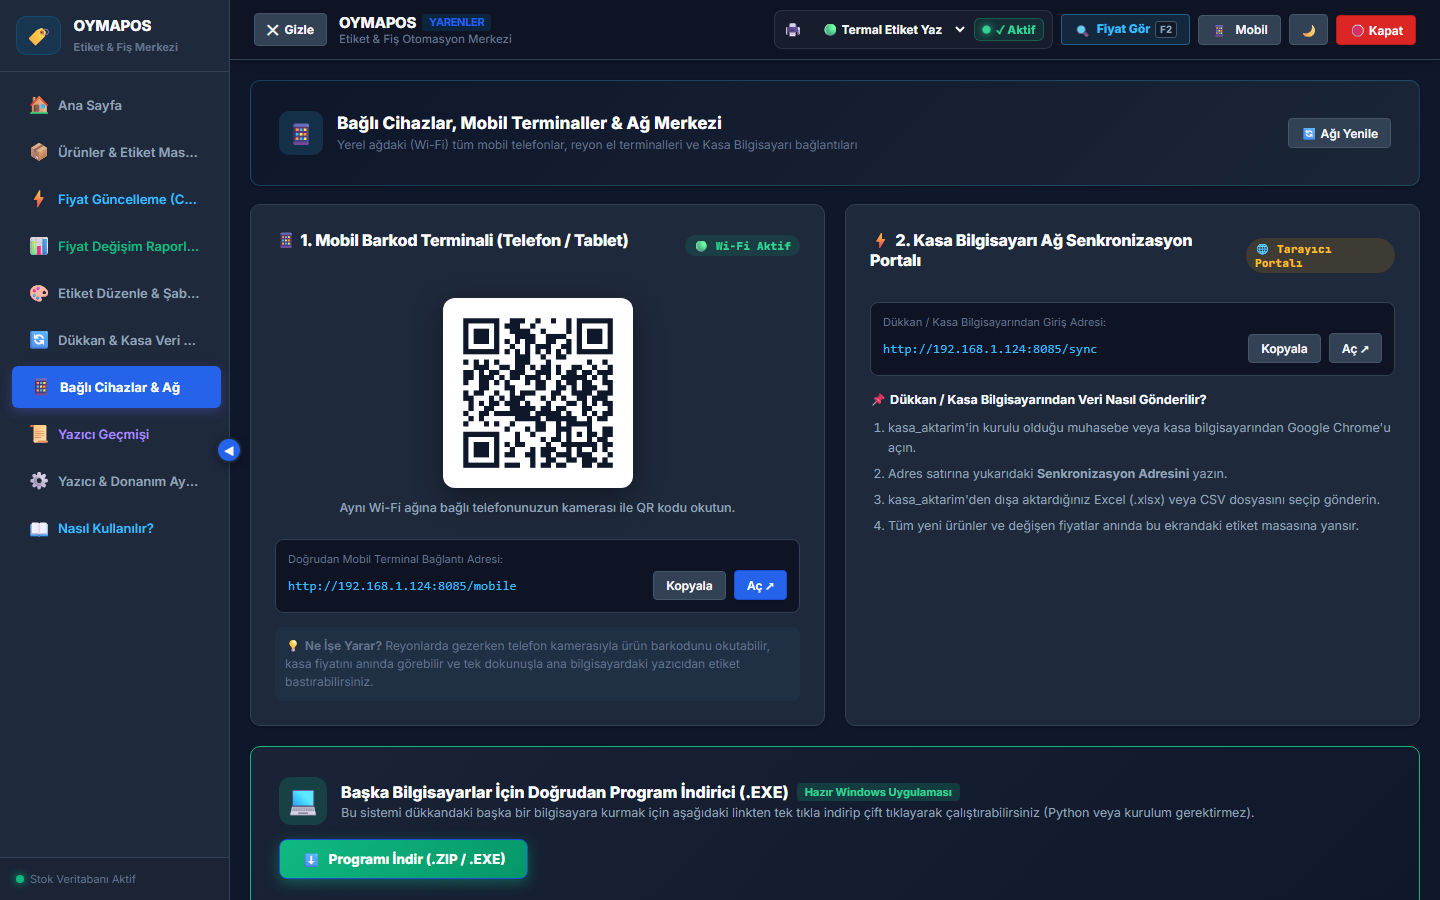 OYMAPOS
Etiket & Fiş Merkezi
Ana Sayfa
Ürünler & Etiket Mas...
Fiyat Güncelleme (C...
Fiyat Değişim Raporl...
Etiket Düzenle & Şab...
Dükkan & Kasa Veri ...
Bağlı Cihazlar & Ağ
Yazıcı Geçmişi
Yazıcı & Donanım Ay...
Nasıl Kullanılır?
Stok Veritabanı Aktif
✕ Gizle
OYMAPOS YARENLER
Etiket & Fiş Otomasyon Merkezi
Termal Etiket Yaz
✓ Aktif
Fiyat Gör F2
Mobil
Kapat
Bağlı Cihazlar, Mobil Terminaller & Ağ Merkezi
Yerel ağdaki (Wi-Fi) tüm mobil telefonlar, reyon el terminalleri ve Kasa Bilgisayarı bağlantıları
Ağı Yenile
1. Mobil Barkod Terminali (Telefon / Tablet)
Wi-Fi Aktif
Aynı Wi-Fi ağına bağlı telefonunuzun kamerası ile QR kodu okutun.
Doğrudan Mobil Terminal Bağlantı Adresi:
http://192.168.1.124:8085/mobile
Kopyala
Aç ↗
Ne İşe Yarar? Reyonlarda gezerken telefon kamerasıyla ürün barkodunu okutabilir,
kasa fiyatını anında görebilir ve tek dokunuşla ana bilgisayardaki yazıcıdan etiket
bastırabilirsiniz.
2. Kasa Bilgisayarı Ağ Senkronizasyon
Portalı
Tarayıcı
Portalı
Dükkan / Kasa Bilgisayarından Giriş Adresi:
http://192.168.1.124:8085/sync
Kopyala
Aç ↗
Dükkan / Kasa Bilgisayarından Veri Nasıl Gönderilir?
1. kasa_aktarim'in kurulu olduğu muhasebe veya kasa bilgisayarından Google Chrome'u
açın.
2. Adres satırına yukarıdaki Senkronizasyon Adresini yazın.
3. kasa_aktarim'den dışa aktardığınız Excel (.xlsx) veya CSV dosyasını seçip gönderin.
4. Tüm yeni ürünler ve değişen fiyatlar anında bu ekrandaki etiket masasına yansır.
Başka Bilgisayarlar İçin Doğrudan Program İndirici (.EXE)
Hazır Windows Uygulaması
Bu sistemi dükkandaki başka bir bilgisayara kurmak için aşağıdaki linkten tek tıkla indirip çift tıklayarak çalıştırabilirsiniz (Python veya kurulum gerektirmez).
Programı İndir (.ZIP / .EXE)